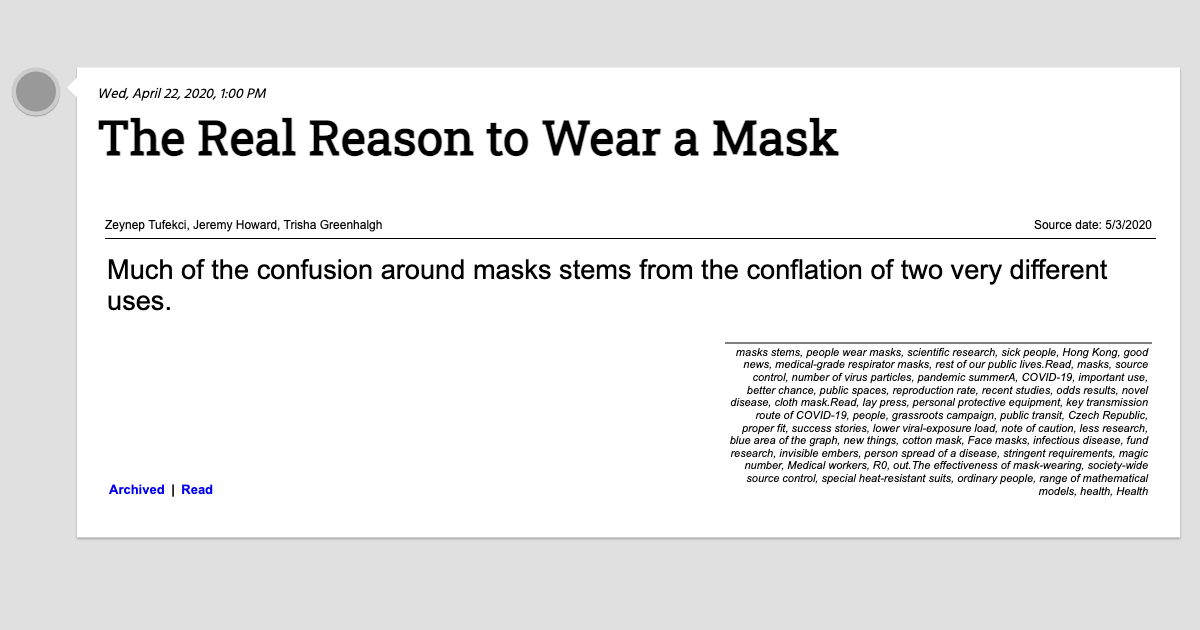 Wed, April 22, 2020, 1:00 PM
The Real Reason to Wear a Mask
Zeynep Tufekci, Jeremy Howard, Trisha Greenhalgh
Source date: 5/3/2020
Much of the confusion around masks stems from the conflation of two very different
uses.
masks stems, people wear masks, scientific research, sick people, Hong Kong, good
news, medical-grade respirator masks, rest of our public lives.Read, masks, source
control, number of virus particles, pandemic summerA, COVID-19, important use,
better chance, public spaces, reproduction rate, recent studies, odds results, novel
disease, cloth mask.Read, lay press, personal protective equipment, key transmission
route of COVID-19, people, grassroots campaign, public transit, Czech Republic,
proper fit, success stories, lower viral-exposure load, note of caution, less research,
blue area of the graph, new things, cotton mask, Face masks, infectious disease, fund
research, invisible embers, person spread of a disease, stringent requirements, magic
number, Medical workers, R0, out.The effectiveness of mask-wearing, society-wide
source control, special heat-resistant suits, ordinary people, range of mathematical
models, health, Health
Archived | Read